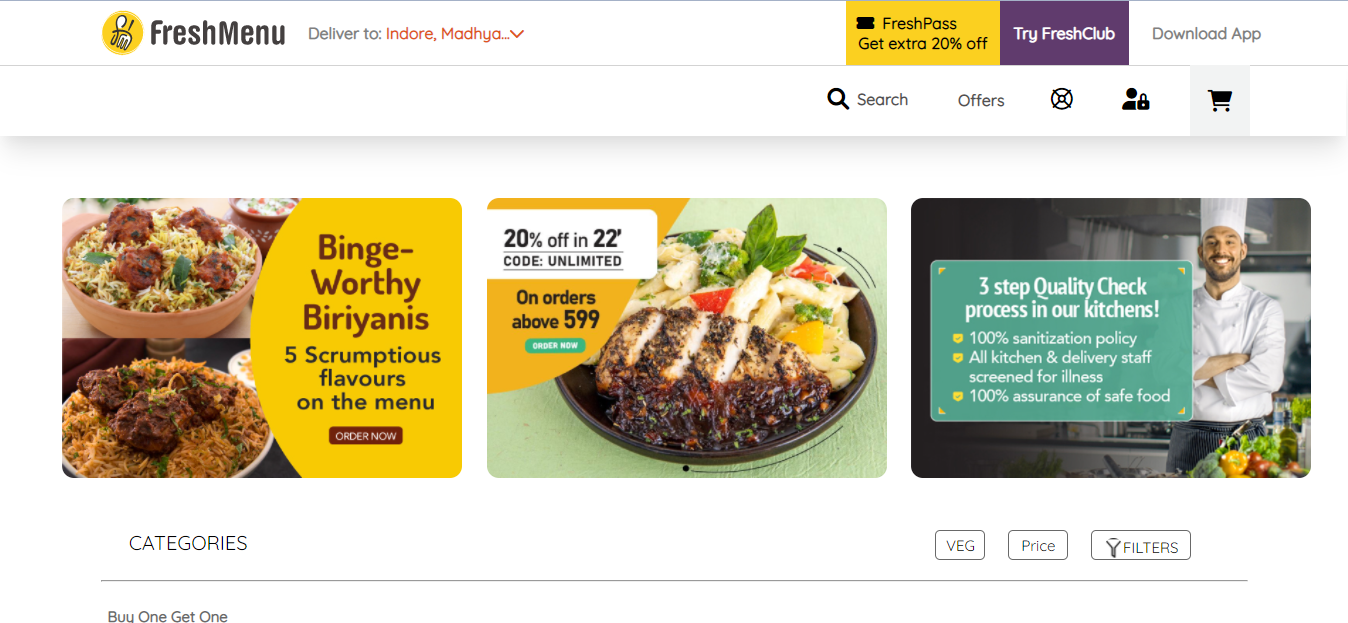 FreshMenu
Deliver to: Indore, Madhya...
FreshPass
Get extra 20% off
Try FreshClub
Download App
Search
Offers
Binge-
Worthy
Biriyanis
5 Scrumptious
flavours
on the menu
ORDER NOW
20% off in 22'
CODE: UNLIMITED
On orders
above 599
ORDER NOW
3 step Quality Check
process in our kitchens!
100% sanitization policy
All kitchen & delivery staff
screened for illness
100% assurance of safe food
CATEGORIES
VEG
Price
FILTERS
Buy One Get One